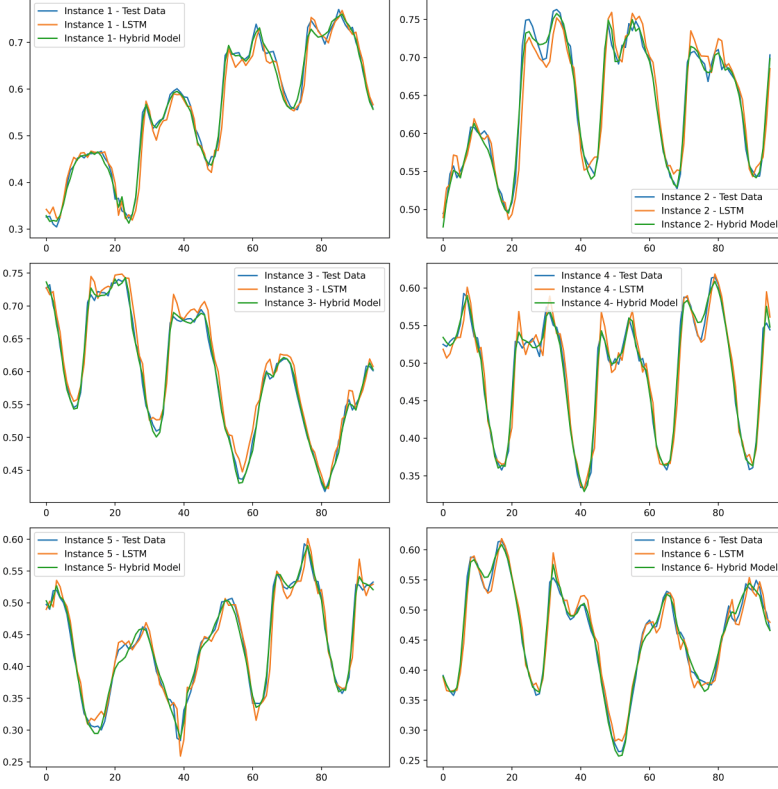 Instance 1 - Test Data
Instance 1 - LSTM
Instance 1- Hybrid Model
0.7
0.6
0.5
0.4
0.3
0 20 40 60 80
Instance 2 - Test Data
Instance 2 - LSTM
Instance 2- Hybrid Model
0.75
0.70
0.65
0.60
0.55
0.50
0 20 40 60 80
Instance 3 - Test Data
Instance 3 - LSTM
Instance 3- Hybrid Model
0.75
0.70
0.65
0.60
0.55
0.50
0.45
0 20 40 60 80
Instance 4 - Test Data
Instance 4 - LSTM
Instance 4- Hybrid Model
0.60
0.55
0.50
0.45
0.40
0.35
0 20 40 60 80
Instance 5 - Test Data
Instance 5 - LSTM
Instance 5- Hybrid Model
0.60
0.55
0.50
0.45
0.40
0.35
0.30
0.25
0 20 40 60 80
Instance 6 - Test Data
Instance 6 - LSTM
Instance 6- Hybrid Model
0.60
0.55
0.50
0.45
0.40
0.35
0.30
0.25
0 20 40 60 80